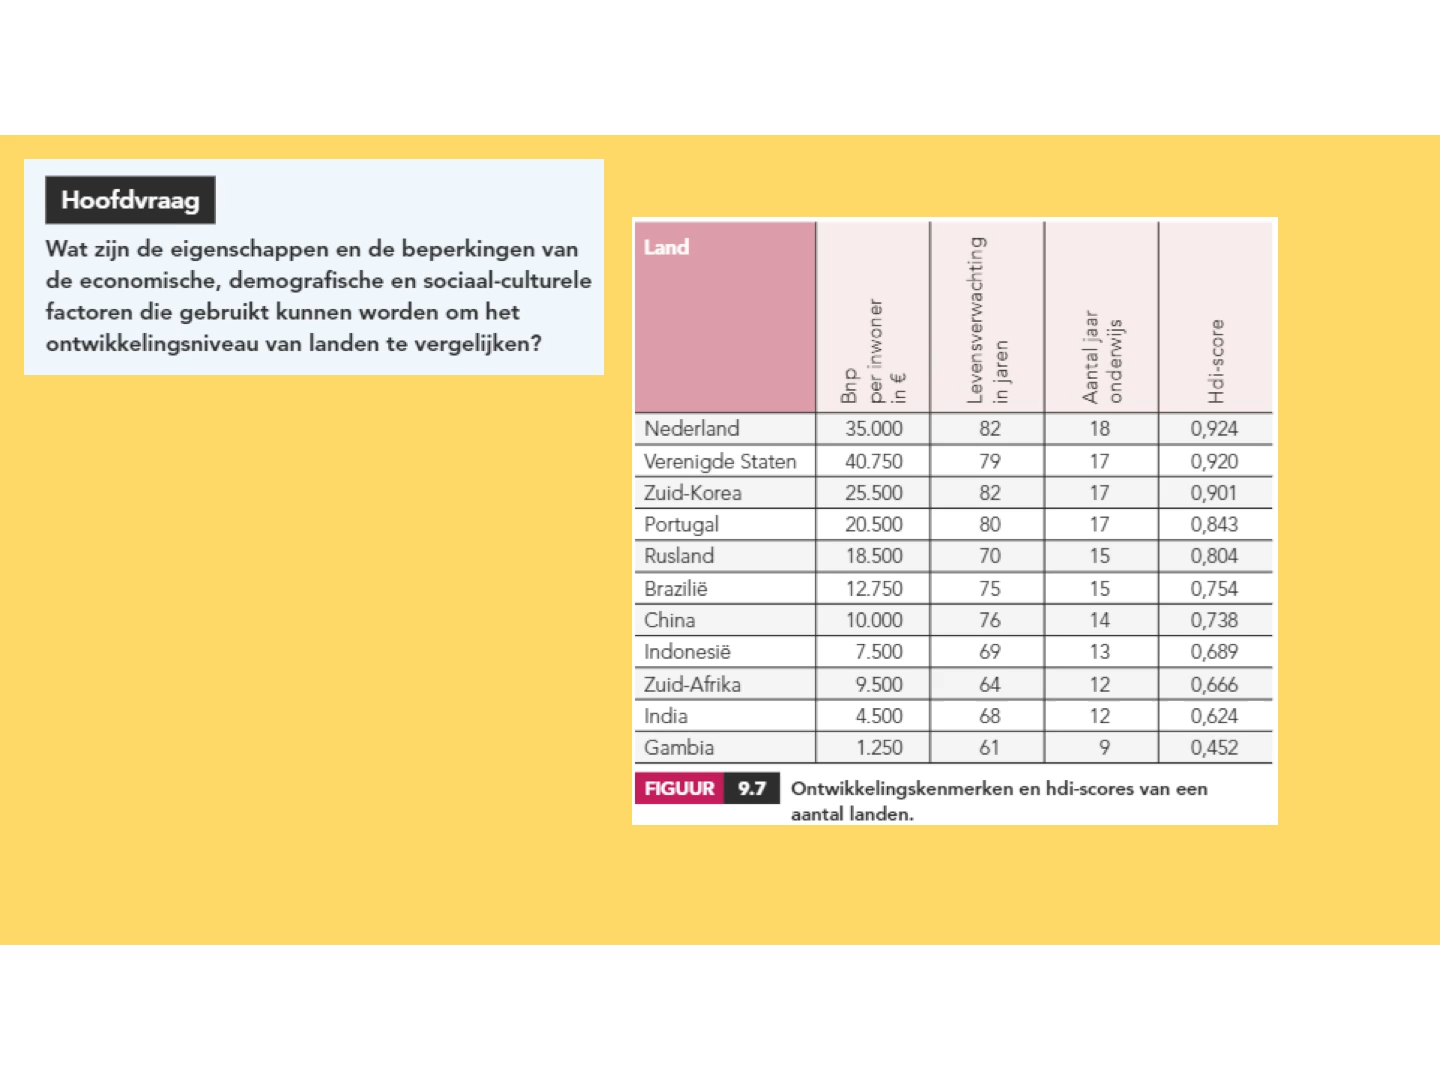 Hoofdvraag
Wat zijn de eigenschappen en de beperkingen van
de economische, demografische en sociaal-culturele
factoren die gebruikt kunnen worden om het
ontwikkelingsniveau van landen te vergelijken?
Land
Bnp
per inwoner
in €
Levensverwachting
in jaren
Aantal jaar
onderwijs
Hdi-score
Nederland 35.000 82 18 0,924
Verenigde Staten 40.750 79 17 0,920
Zuid-Korea 25.500 82 17 0,901
Portugal 20.500 80 17 0,843
Rusland 18.500 70 15 0,804
Brazilië 12.750 75 15 0,754
China 10.000 76 14 0,738
Indonesië 7.500 69 13 0,689
Zuid-Afrika 9.500 64 12 0,666
India 4.500 68 12 0,624
Gambia 1.250 61 9 0,452
FIGUUR 9.7 Ontwikkelingskenmerken en hdi-scores van een
aantal landen.